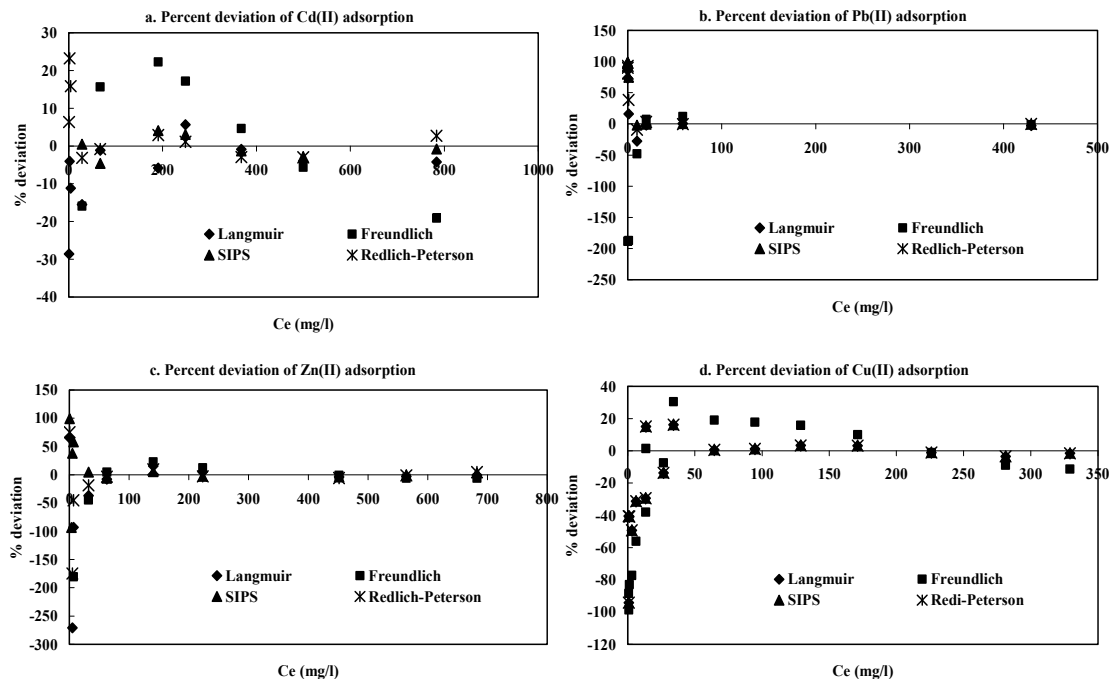 a. Percent deviation of Cd(II) adsorption
30
20
10
0
-10
-20
-30
-40
0 200 400 600 800 1000
% deviation
Langmuir Freundlich
SIPS Redlich-Peterson
Ce (mg/l)
b. Percent deviation of Pb(II) adsorption
150
100
50
0
-50
-100
-150
-200
-250
0 100 200 300 400 500
% deviation
Langmuir Freundlich
SIPS Redlich-Peterson
Ce (mg/l)
c. Percent deviation of Zn(II) adsorption
150
100
50
0
-50
-100
-150
-200
-250
-300
0 100 200 300 400 500 600 700 800
% deviation
Langmuir Freundlich
SIPS Redlich-Peterson
Ce (mg/l)
d. Percent deviation of Cu(II) adsorption
40
20
0
-20
-40
-60
-80
-100
-120
0 50 100 150 200 250 300 350
% deviation
Langmuir Freundlich
SIPS Redi-Peterson
Ce (mg/l)